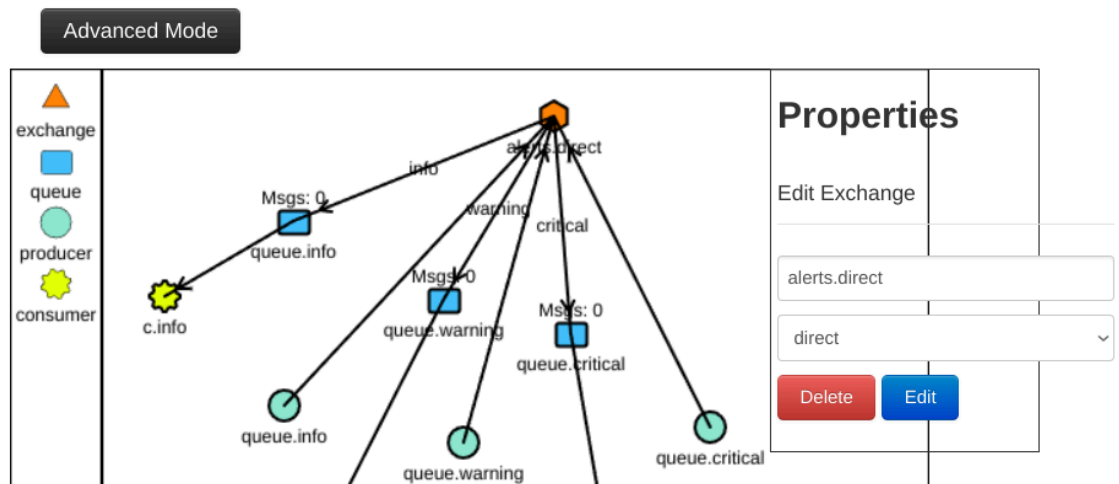 Advanced Mode
exchange
queue
producer
consumer
alerts.direct
info
warning
critical
Msgs: 0
queue.info
c.info
Msgs: 0
queue.warning
Msgs: 0
queue.critical
queue.info
queue.warning
queue.critical
Properties
Edit Exchange
alerts.direct
direct
Delete
Edit